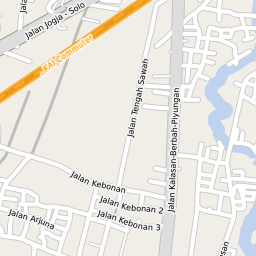 Jalan Jogja - Solo
KAI Commuter
Jalan Tengah Sawah
Jalan Kalasan-Berbah-Piyungan
Jalan Kebonan
Jalan Kebonan 2
Jalan Arjuna
Jalan Kebonan 3